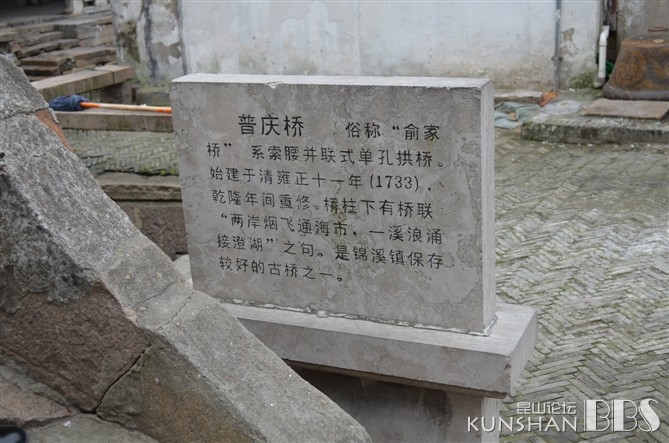 普庆桥 俗称“俞家
桥” 系索腰并联式单孔拱桥。
始建于清雍正十一年(1733)，
乾隆年间重修。桥柱下有桥联
“两岸烟飞通海市，一溪浪涌
接澄湖”之句。是锦溪镇保存
较好的古桥之一。
昆山论坛
KUNSHAN BBS